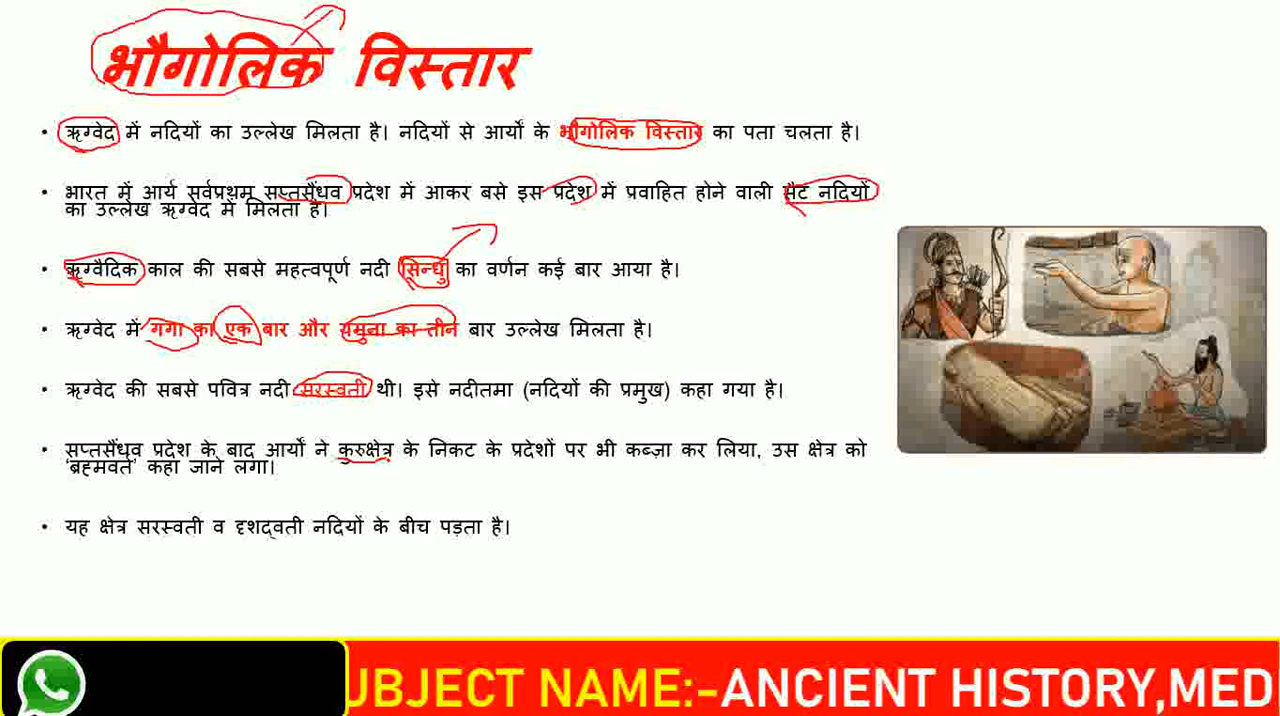 भौगोलिक विस्तार
• ऋग्वेद में नदियों का उल्लेख मिलता है। नदियों से आर्यों के भौगोलिक विस्तार का पता चलता है।
• भारत में आर्य सर्वप्रथम सप्तसैंधव प्रदेश में आकर बसे इस प्रदेश में प्रवाहित होने वाली सैट नदियों
का उल्लेख ऋग्वेद में मिलता है।
• ऋग्वैदिक काल की सबसे महत्वपूर्ण नदी सिन्धु का वर्णन कई बार आया है।
• ऋग्वेद में गंगा का एक बार और यमुना का तीन बार उल्लेख मिलता है।
• ऋग्वेद की सबसे पवित्र नदी सरस्वती थी। इसे नदीतमा (नदियों की प्रमुख) कहा गया है।
• सप्तसैंधव प्रदेश के बाद आर्यों ने कुरुक्षेत्र के निकट के प्रदेशों पर भी कब्ज़ा कर लिया, उस क्षेत्र को
'ब्रह्मवर्त' कहा जाने लगा।
• यह क्षेत्र सरस्वती व दृशद्वती नदियों के बीच पड़ता है।
UBJECT NAME:-ANCIENT HISTORY,MED